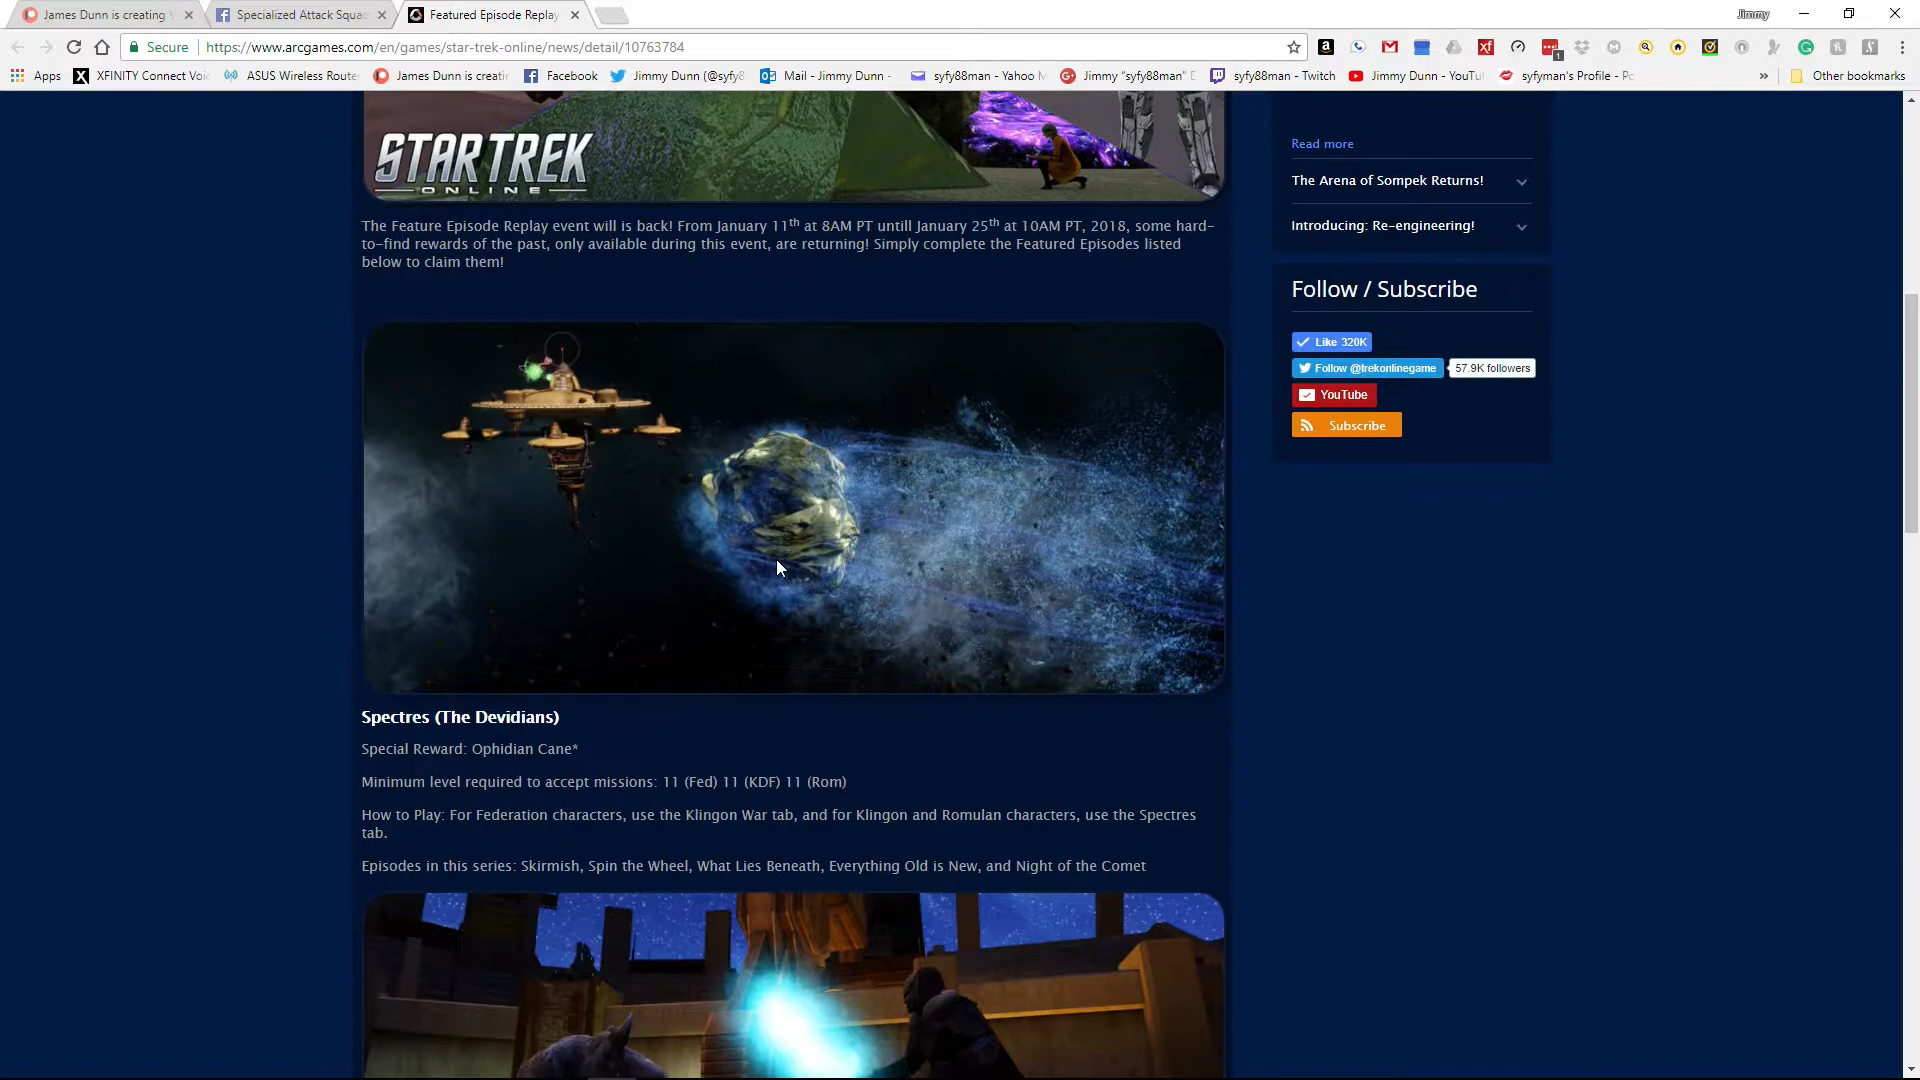 James Dunn is creating
Specialized Attack Squa
Featured Episode Replay
Jimmy
Secure
https://www.arcgames.com/en/games/star-trek-online/news/detail/10763784
Apps
XFINITY Connect Voi
ASUS Wireless Route
James Dunn is creati
Facebook
Jimmy Dunn (@syfy8
Mail - Jimmy Dunn -
syfy88man - Yahoo M
Jimmy "syfy88man" E
syfy88man - Twitch
Jimmy Dunn - YouTu
syfyman's Profile - Po
Other bookmarks
STAR TREK
ONLINE
The Feature Episode Replay event will is back! From January 11th at 8AM PT untill January 25th at 10AM PT, 2018, some hard-
to-find rewards of the past, only available during this event, are returning! Simply complete the Featured Episodes listed
below to claim them!
Spectres (The Devidians)
Special Reward: Ophidian Cane*
Minimum level required to accept missions: 11 (Fed) 11 (KDF) 11 (Rom)
How to Play: For Federation characters, use the Klingon War tab, and for Klingon and Romulan characters, use the Spectres
tab.
Episodes in this series: Skirmish, Spin the Wheel, What Lies Beneath, Everything Old is New, and Night of the Comet
Read more
The Arena of Sompek Returns!
Introducing: Re-engineering!
Follow / Subscribe
Like 320K
Follow @trekonlinegame
57.9K followers
YouTube
Subscribe